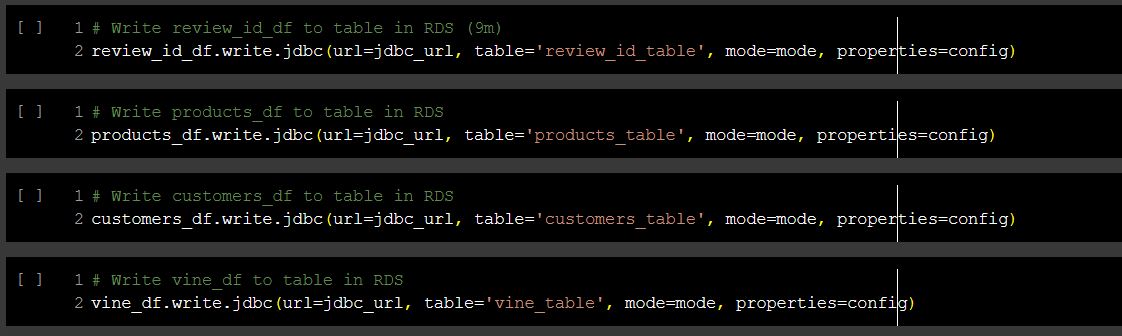 [ ] 1 # Write review_id_df to table in RDS (9m)
2 review_id_df.write.jdbc(url=jdbc_url, table='review_id_table', mode=mode, properties=config)
[ ] 1 # Write products_df to table in RDS
2 products_df.write.jdbc(url=jdbc_url, table='products_table', mode=mode, properties=config)
[ ] 1 # Write customers_df to table in RDS
2 customers_df.write.jdbc(url=jdbc_url, table='customers_table', mode=mode, properties=config)
[ ] 1 # Write vine_df to table in RDS
2 vine_df.write.jdbc(url=jdbc_url, table='vine_table', mode=mode, properties=config)